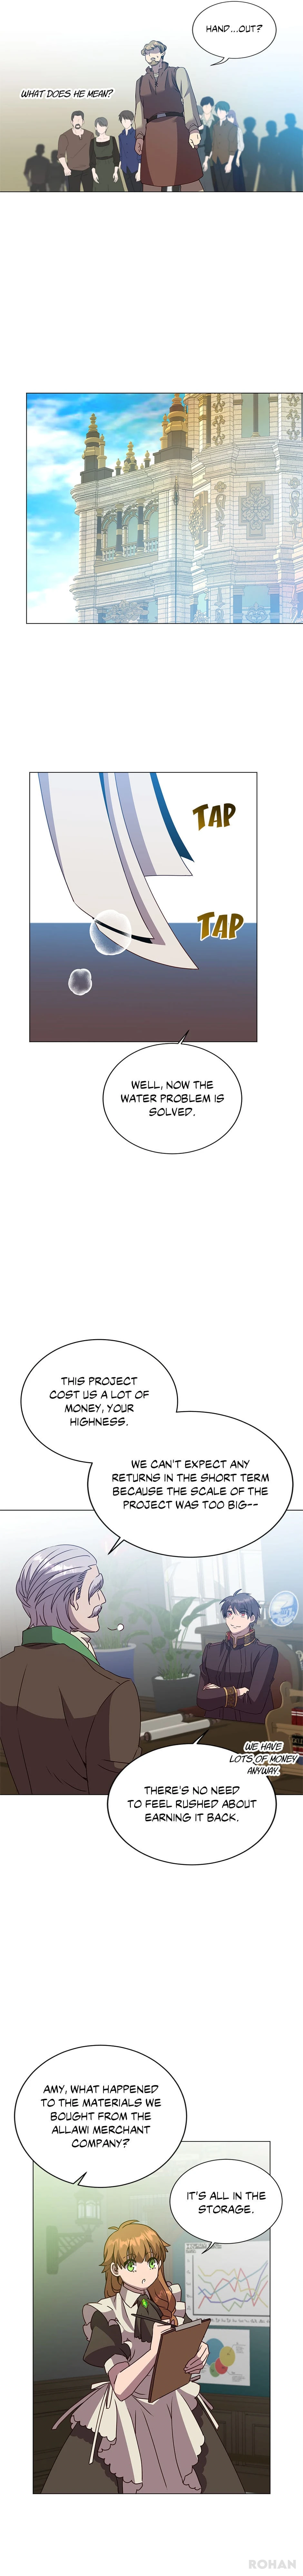 HAND...OUT?
WHAT DOES HE MEAN?
TAP
TAP
WELL, NOW THE
WATER PROBLEM IS
SOLVED.
THIS PROJECT
COST US A LOT OF
MONEY, YOUR
HIGHNESS.
WE CAN'T EXPECT ANY
RETURNS IN THE SHORT TERM
BECAUSE THE SCALE OF THE
PROJECT WAS TOO BIG--
WE HAVE
LOTS OF MONEY
ANYWAY.
THERE'S NO NEED
TO FEEL RUSHED ABOUT
EARNING IT BACK.
AMY, WHAT HAPPENED
TO THE MATERIALS WE
BOUGHT FROM THE
ALLAWI MERCHANT
COMPANY?
IT'S ALL IN THE
STORAGE.
ROHAN